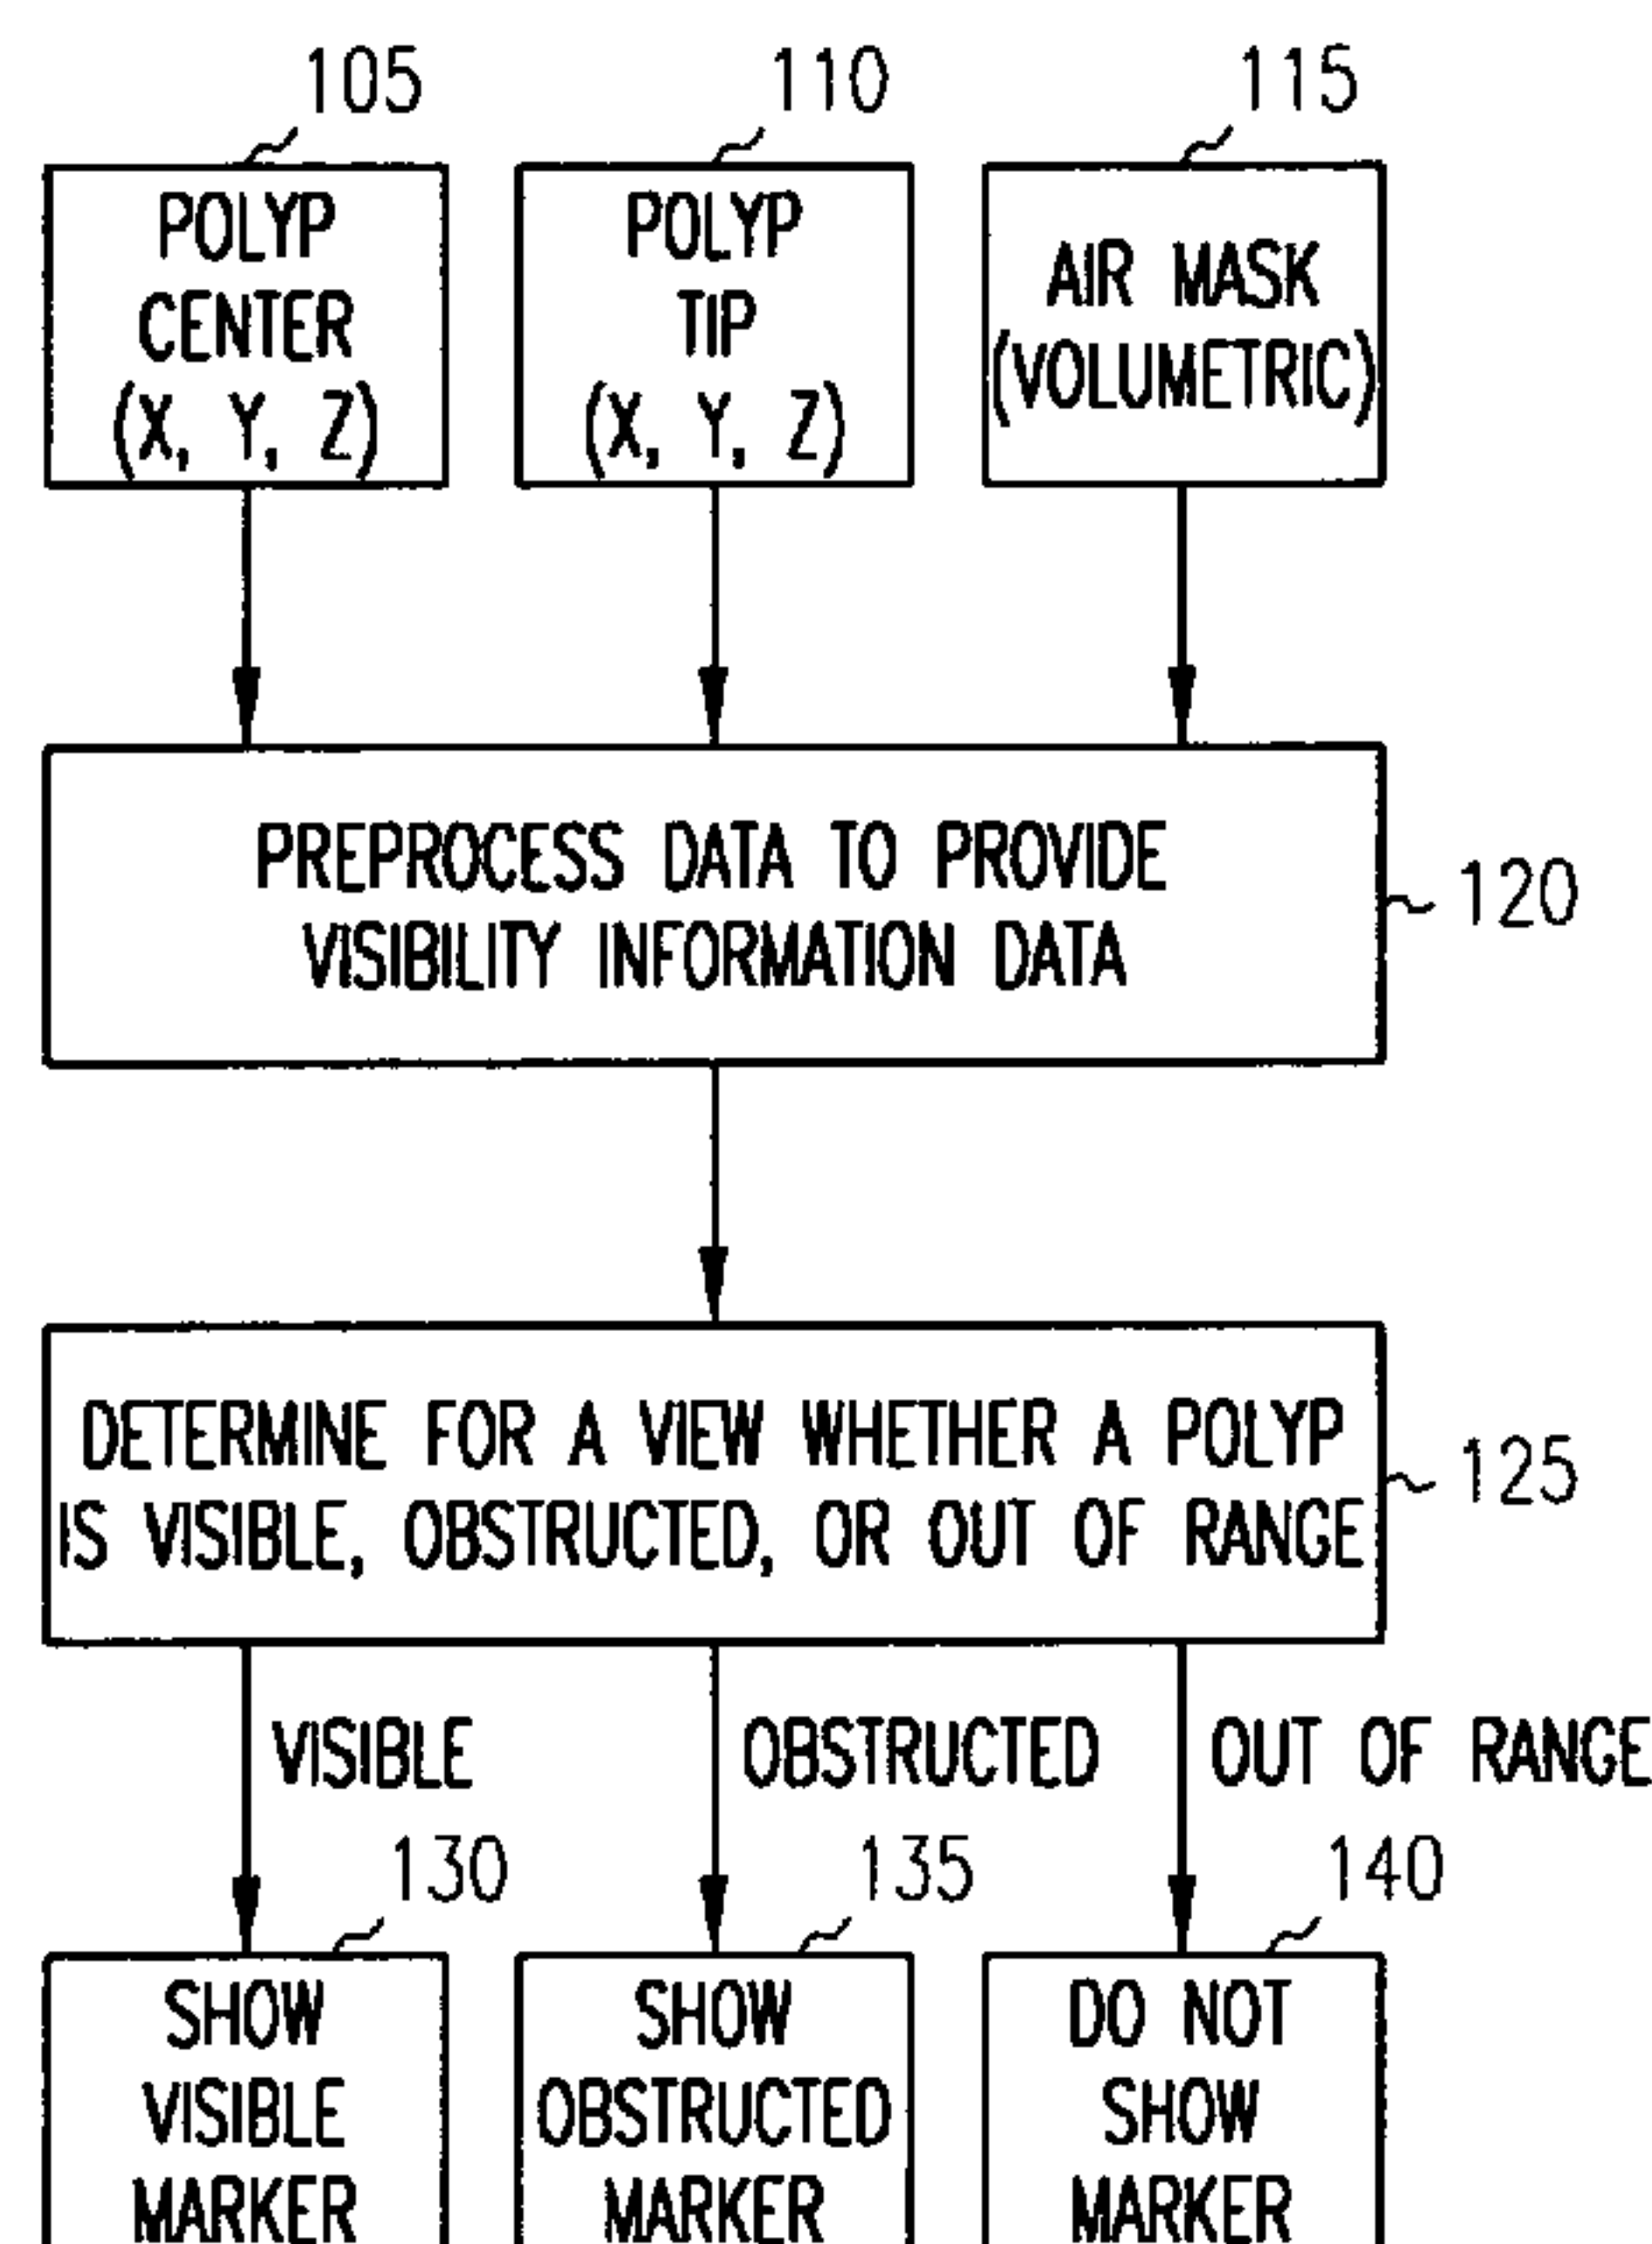 105
110
115
POLYP
CENTER
(X, Y, Z)
POLYP
TIP
(X, Y, Z)
AIR MASK
(VOLUMETRIC)
PREPROCESS DATA TO PROVIDE
VISIBILITY INFORMATION DATA
120
DETERMINE FOR A VIEW WHETHER A POLYP
IS VISIBLE, OBSTRUCTED, OR OUT OF RANGE
125
VISIBLE
OBSTRUCTED
OUT OF RANGE
130
135
140
SHOW
VISIBLE
MARKER
SHOW
OBSTRUCTED
MARKER
DO NOT
SHOW
MARKER